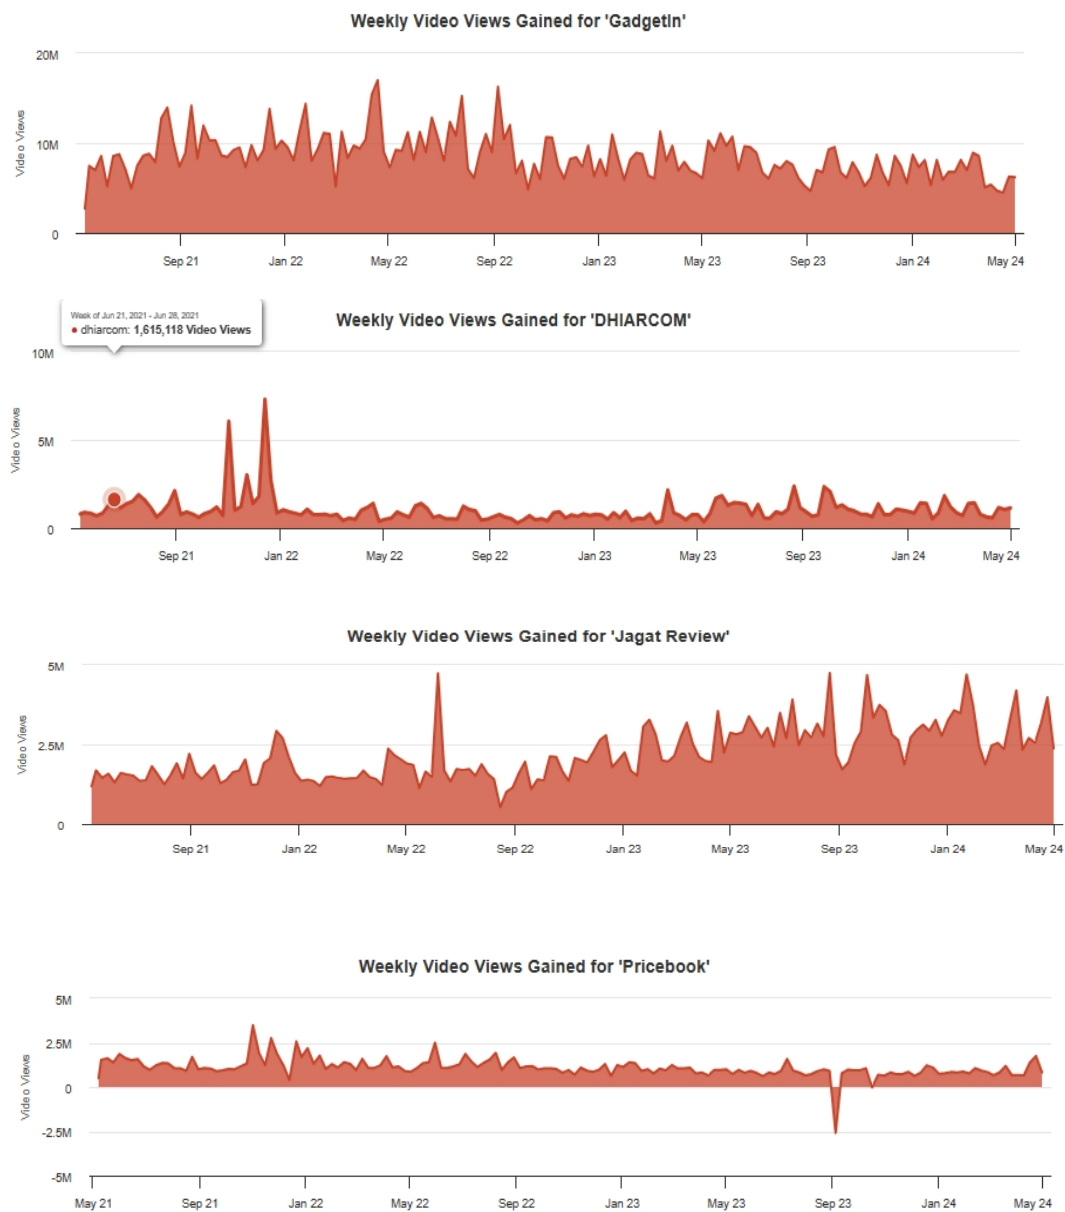 Weekly Video Views Gained for 'GadgetIn'
20M
10M
0
Video Views
Sep 21 Jan 22 May 22 Sep 22 Jan 23 May 23 Sep 23 Jan 24 May 24
Week of Jun 21, 2021 - Jun 28, 2021
● dhiarcom: 1,615,118 Video Views
Weekly Video Views Gained for 'DHIARCOM'
10M
5M
0
Video Views
Sep 21 Jan 22 May 22 Sep 22 Jan 23 May 23 Sep 23 Jan 24 May 24
Weekly Video Views Gained for 'Jagat Review'
5M
2.5M
0
Video Views
Sep 21 Jan 22 May 22 Sep 22 Jan 23 May 23 Sep 23 Jan 24 May 24
Weekly Video Views Gained for 'Pricebook'
5M
2.5M
0
-2.5M
-5M
Video Views
May 21 Sep 21 Jan 22 May 22 Sep 22 Jan 23 May 23 Sep 23 Jan 24 May 24